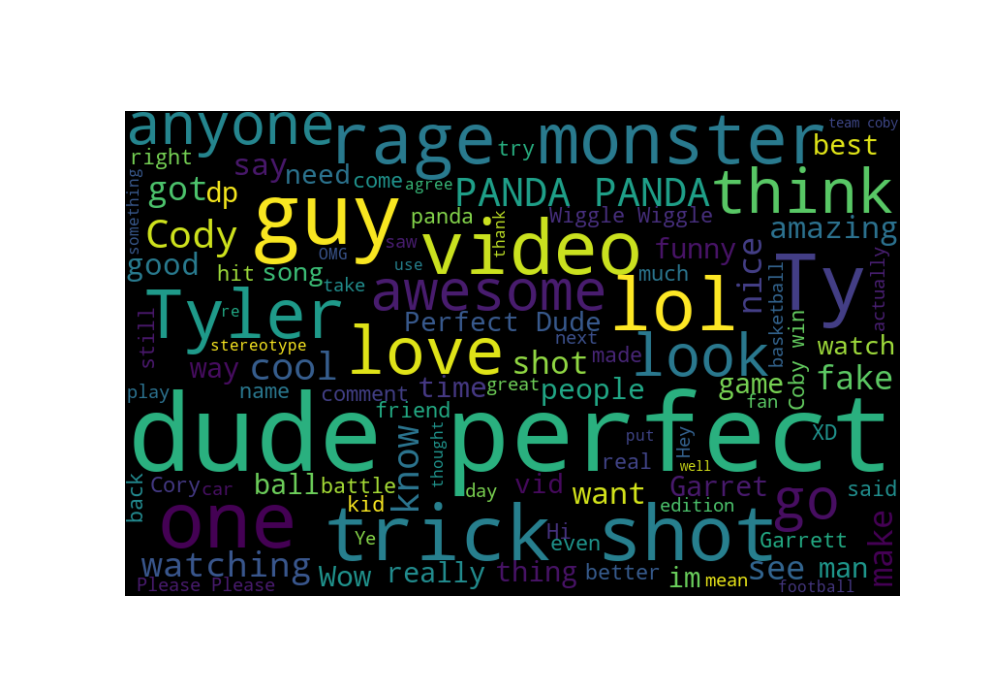 anyone rage monster team coby
right say need come try agree best
something got dp guy PANDA PANDA think
Cody panda video thank Wiggle Wiggle funny nice amazing
good hit song saw OMG use much basketball actually
take awesome lol Ty
Tyler re Perfect Dude next look
still stereotype love shot made Coby win watch
way cool time great people game fake
play name comment friend fan
dude perfect
know thought put Hey XD
real well
back Cory car ball battle day vid want Garret go said
one kid trick shot edition make
Ye Hi even Garrett
watching Wow really thing better im mean see man
Please Please football